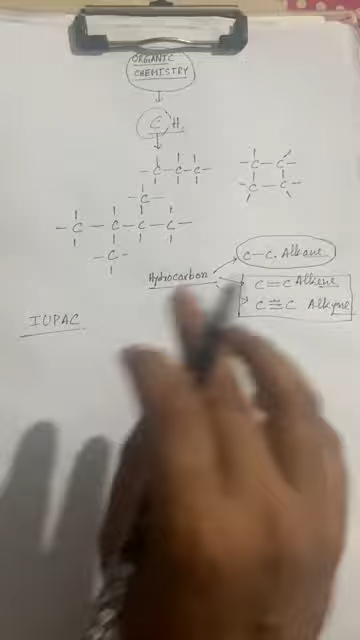 ORGANIC
CHEMISTRY
C H
C-C-C
C-C
C-C
C
C-C-C-C
C
C-C. Alkane
Hydrocarbon
C=C Alkene
C≡C Alkyne
IUPAC